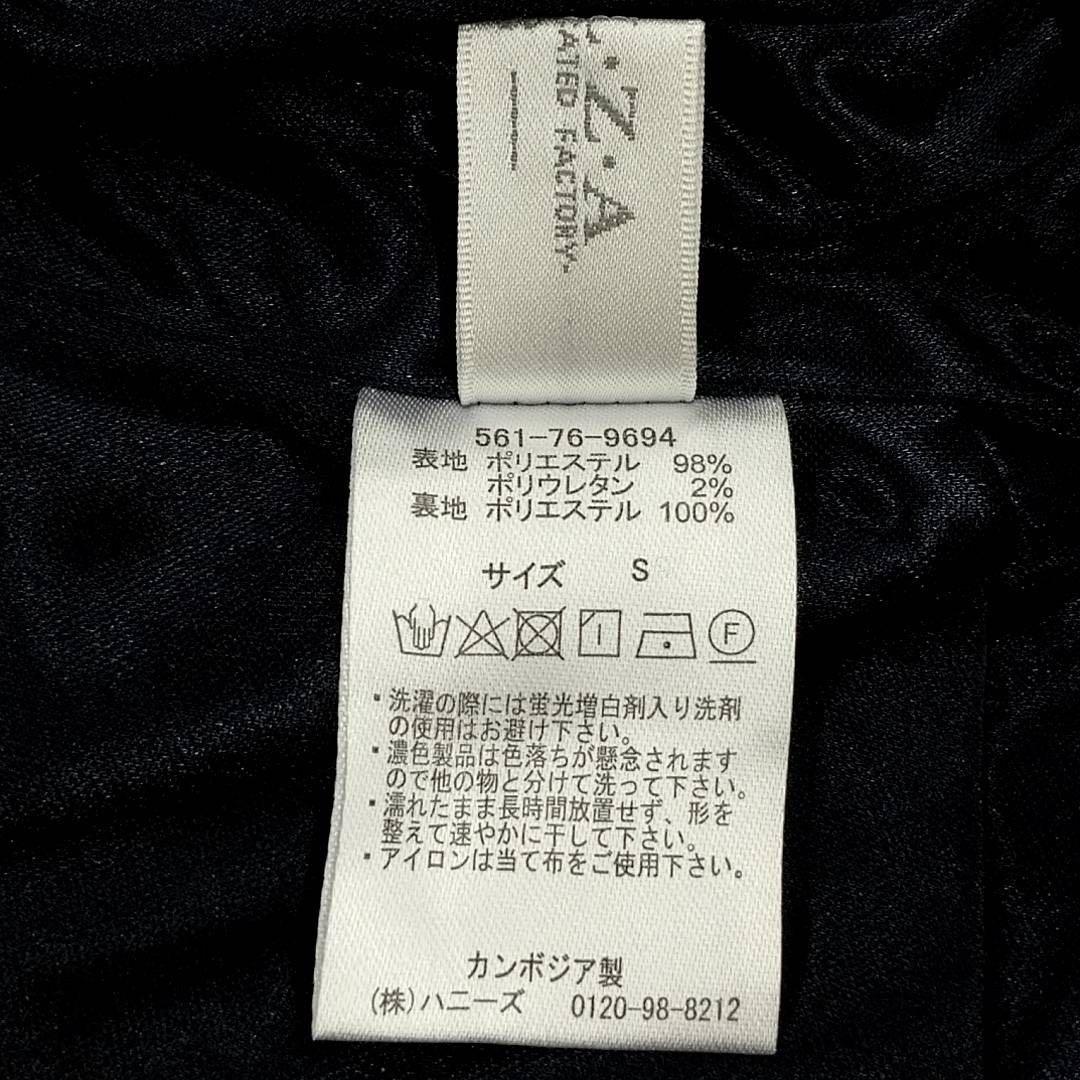 Z・A
FACTORY
561-76-9694
表地 ポリエステル 98%
ポリウレタン 2%
裏地 ポリエステル 100%
サイズ S
F
・洗濯の際には蛍光増白剤入り洗剤
の使用はお避け下さい。
・濃色製品は色落ちが懸念されます
ので他の物と分けて洗って下さい。
・濡れたまま長時間放置せず、形を
整えて速やかに干して下さい。
・アイロンは当て布をご使用下さい。
カンボジア製
(株)ハニーズ 0120-98-8212